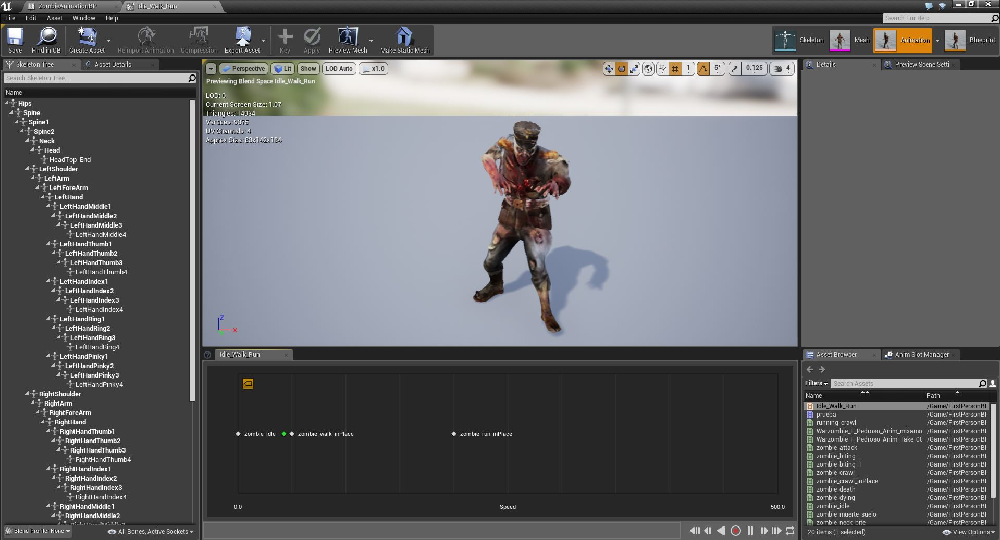 ZombieAnimationBP
Idle_Walk_Run
File Edit Asset Window Help
Search For Help
Save
Find in CB
Create Asset
Reimport Animation
Compression
Export Asset
Key
Apply
Preview Mesh
Make Static Mesh
Skeleton
Mesh
Animation
Blueprint
Skeleton Tree
Asset Details
Search Skeleton Tree...
Name
Hips
Spine
Spine1
Spine2
Neck
Head
HeadTop_End
LeftShoulder
LeftArm
LeftForeArm
LeftHand
LeftHandMiddle1
LeftHandMiddle2
LeftHandMiddle3
LeftHandMiddle4
LeftHandThumb1
LeftHandThumb2
LeftHandThumb3
LeftHandThumb4
LeftHandIndex1
LeftHandIndex2
LeftHandIndex3
LeftHandIndex4
LeftHandRing1
LeftHandRing2
LeftHandRing3
LeftHandRing4
LeftHandPinky1
LeftHandPinky2
LeftHandPinky3
LeftHandPinky4
RightShoulder
RightArm
RightForeArm
RightHand
RightHandThumb1
RightHandThumb2
RightHandThumb3
RightHandThumb4
RightHandIndex1
RightHandIndex2
RightHandIndex3
RightHandIndex4
RightHandMiddle1
RightHandMiddle2
Blend Profile: None
All Bones, Active Sockets
Perspective
Lit
Show
LOD Auto
x1.0
1
5°
0.125
4
Previewing Blend Space Idle_Walk_Run
LOD: 0
Current Screen Size: 1.07
Triangles: 14934
Vertices: 9375
UV Channels: 4
Approx Size: 83x142x184
Z
X
Idle_Walk_Run
zombie_idle
zombie_walk_inPlace
zombie_run_inPlace
0.0
Speed
500.0
Details
Preview Scene Setti
Asset Browser
Anim Slot Manager
Filters
Search Assets
Name Path
Idle_Walk_Run /Game/FirstPersonBF
prueba /Game/FirstPersonBF
running_crawl /Game/FirstPersonBF
Warzombie_F_Pedroso_Anim_mixamo /Game/FirstPersonBF
Warzombie_F_Pedroso_Anim_Take_00 /Game/FirstPersonBF
zombie_attack /Game/FirstPersonBF
zombie_biting /Game/FirstPersonBF
zombie_biting_1 /Game/FirstPersonBF
zombie_crawl /Game/FirstPersonBF
zombie_crawl_inPlace /Game/FirstPersonBF
zombie_death /Game/FirstPersonBF
zombie_dying /Game/FirstPersonBF
zombie_idle /Game/FirstPersonBF
zombie_muerte_suelo /Game/FirstPersonBF
zombie_neck_bite /Game/FirstPersonBF
20 items (1 selected)
View Options